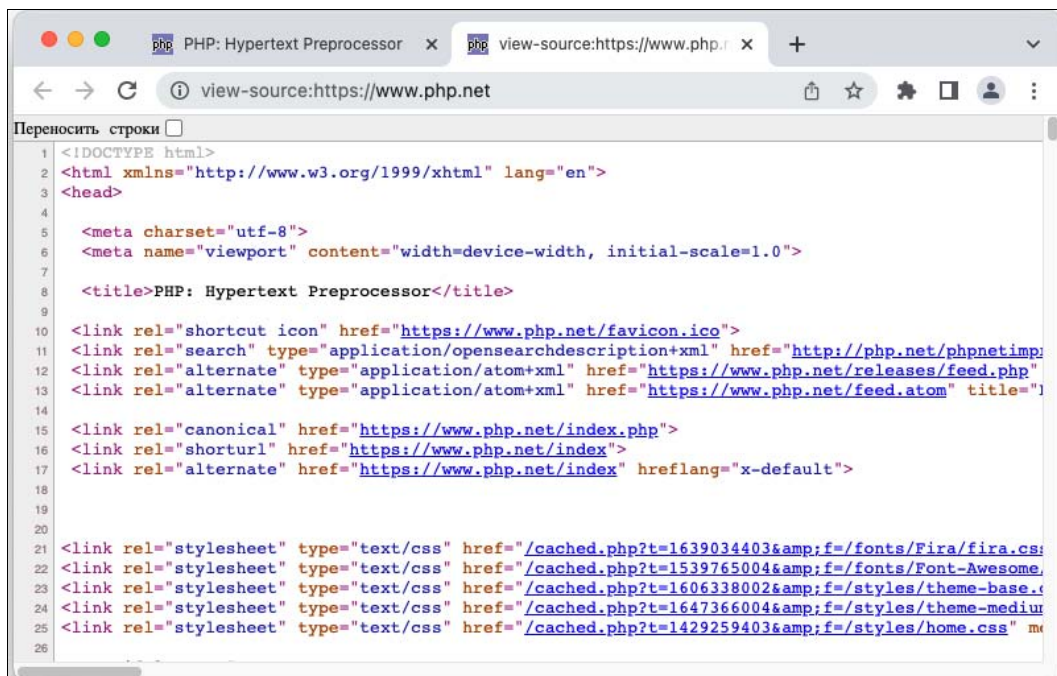 PHP: Hypertext Preprocessor
view-source:https://www.php.
view-source:https://www.php.net
Переносить строки
1 <!DOCTYPE html>
2 <html xmlns="http://www.w3.org/1999/xhtml" lang="en">
3 <head>
4
5 <meta charset="utf-8">
6 <meta name="viewport" content="width=device-width, initial-scale=1.0">
7
8 <title>PHP: Hypertext Preprocessor</title>
9
10 <link rel="shortcut icon" href="https://www.php.net/favicon.ico">
11 <link rel="search" type="application/opensearchdescription+xml" href="http://php.net/phpnetimp
12 <link rel="alternate" type="application/atom+xml" href="https://www.php.net/releases/feed.php"
13 <link rel="alternate" type="application/atom+xml" href="https://www.php.net/feed.atom" title="
14
15 <link rel="canonical" href="https://www.php.net/index.php">
16 <link rel="shorturl" href="https://www.php.net/index">
17 <link rel="alternate" href="https://www.php.net/index" hreflang="x-default">
18
19
20
21 <link rel="stylesheet" type="text/css" href="/cached.php?t=1639034403&amp;f=/fonts/Fira/fira.css
22 <link rel="stylesheet" type="text/css" href="/cached.php?t=1539765004&amp;f=/fonts/Font-Awesome/
23 <link rel="stylesheet" type="text/css" href="/cached.php?t=1606338002&amp;f=/styles/theme-base.
24 <link rel="stylesheet" type="text/css" href="/cached.php?t=1647366004&amp;f=/styles/theme-mediu
25 <link rel="stylesheet" type="text/css" href="/cached.php?t=1429259403&amp;f=/styles/home.css" me
26